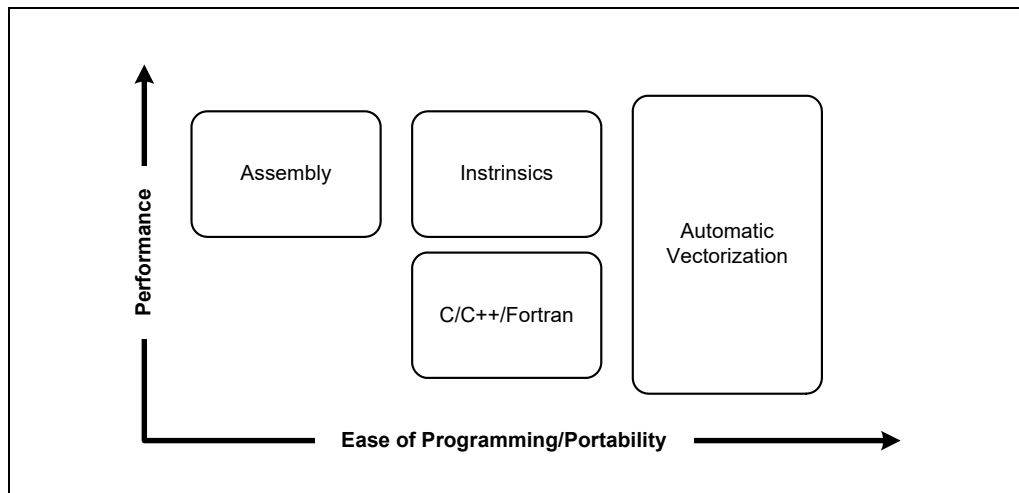 Assembly
Instrinsics
Automatic
Vectorization
C/C++/Fortran
Performance
Ease of Programming/Portability